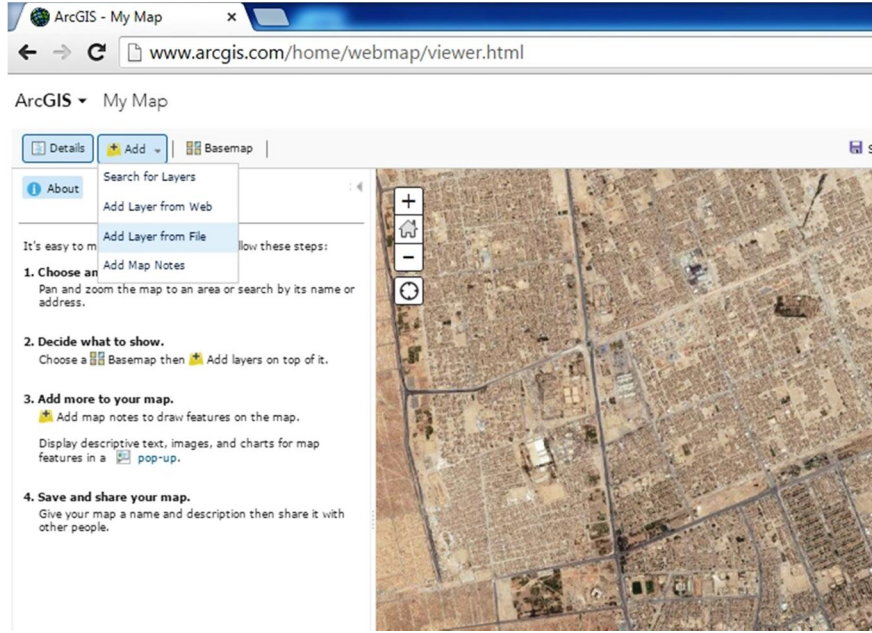 ArcGIS - My Map
www.arcgis.com/home/webmap/viewer.html
ArcGIS My Map
Details Add Basemap
About
Search for Layers
Add Layer from Web
Add Layer from File
Add Map Notes
It's easy to m llow these steps:
1. Choose an
Pan and zoom the map to an area or search by its name or
address.
2. Decide what to show.
Choose a Basemap then Add layers on top of it.
3. Add more to your map.
Add map notes to draw features on the map.
Display descriptive text, images, and charts for map
features in a pop-up.
4. Save and share your map.
Give your map a name and description then share it with
other people.